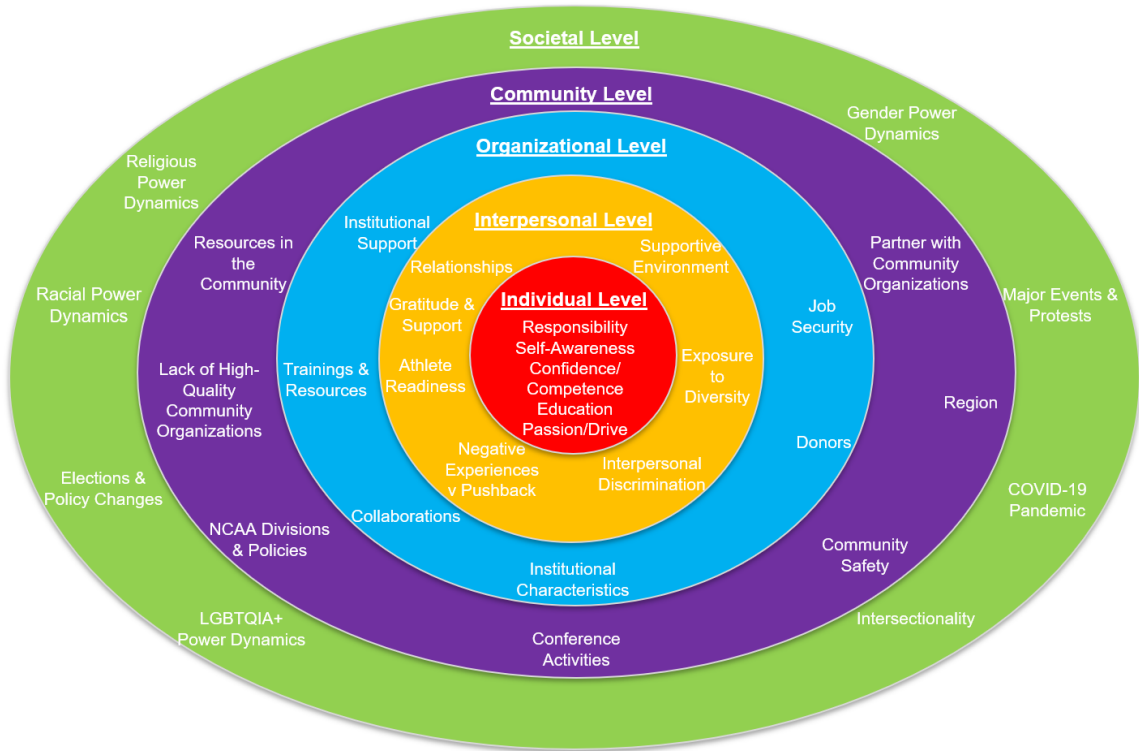 Societal Level
Community Level
Organizational Level
Interpersonal Level
Individual Level
Responsibility
Self-Awareness
Confidence/
Competence
Education
Passion/Drive
Relationships
Gratitude &
Support
Athlete
Readiness
Negative
Experiences
v Pushback
Supportive
Environment
Exposure
to
Diversity
Interpersonal
Discrimination
Institutional
Support
Trainings &
Resources
Collaborations
Institutional
Characteristics
Job
Security
Donors
Resources in
the
Community
Lack of High-
Quality
Community
Organizations
NCAA Divisions
& Policies
Conference
Activities
Partner with
Community
Organizations
Region
Community
Safety
Religious
Power
Dynamics
Racial Power
Dynamics
Elections &
Policy Changes
LGBTQIA+
Power Dynamics
Gender Power
Dynamics
Major Events &
Protests
COVID-19
Pandemic
Intersectionality